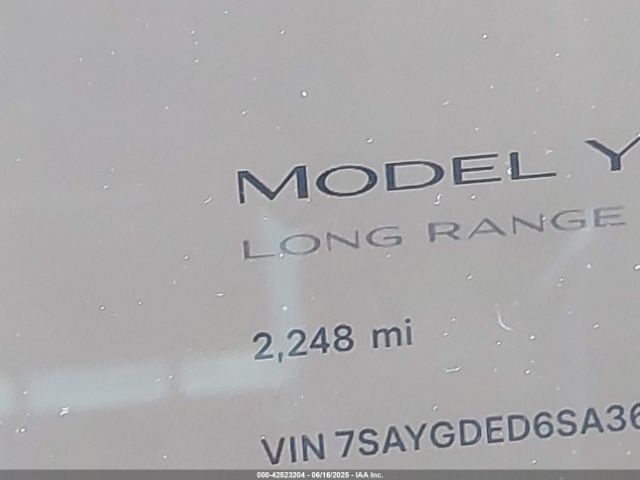 MODEL Y
LONG RANGE
2,248 mi
VIN 7SAYGDED6SA36
000-42523204 - 06/16/2025 - IAA Inc.